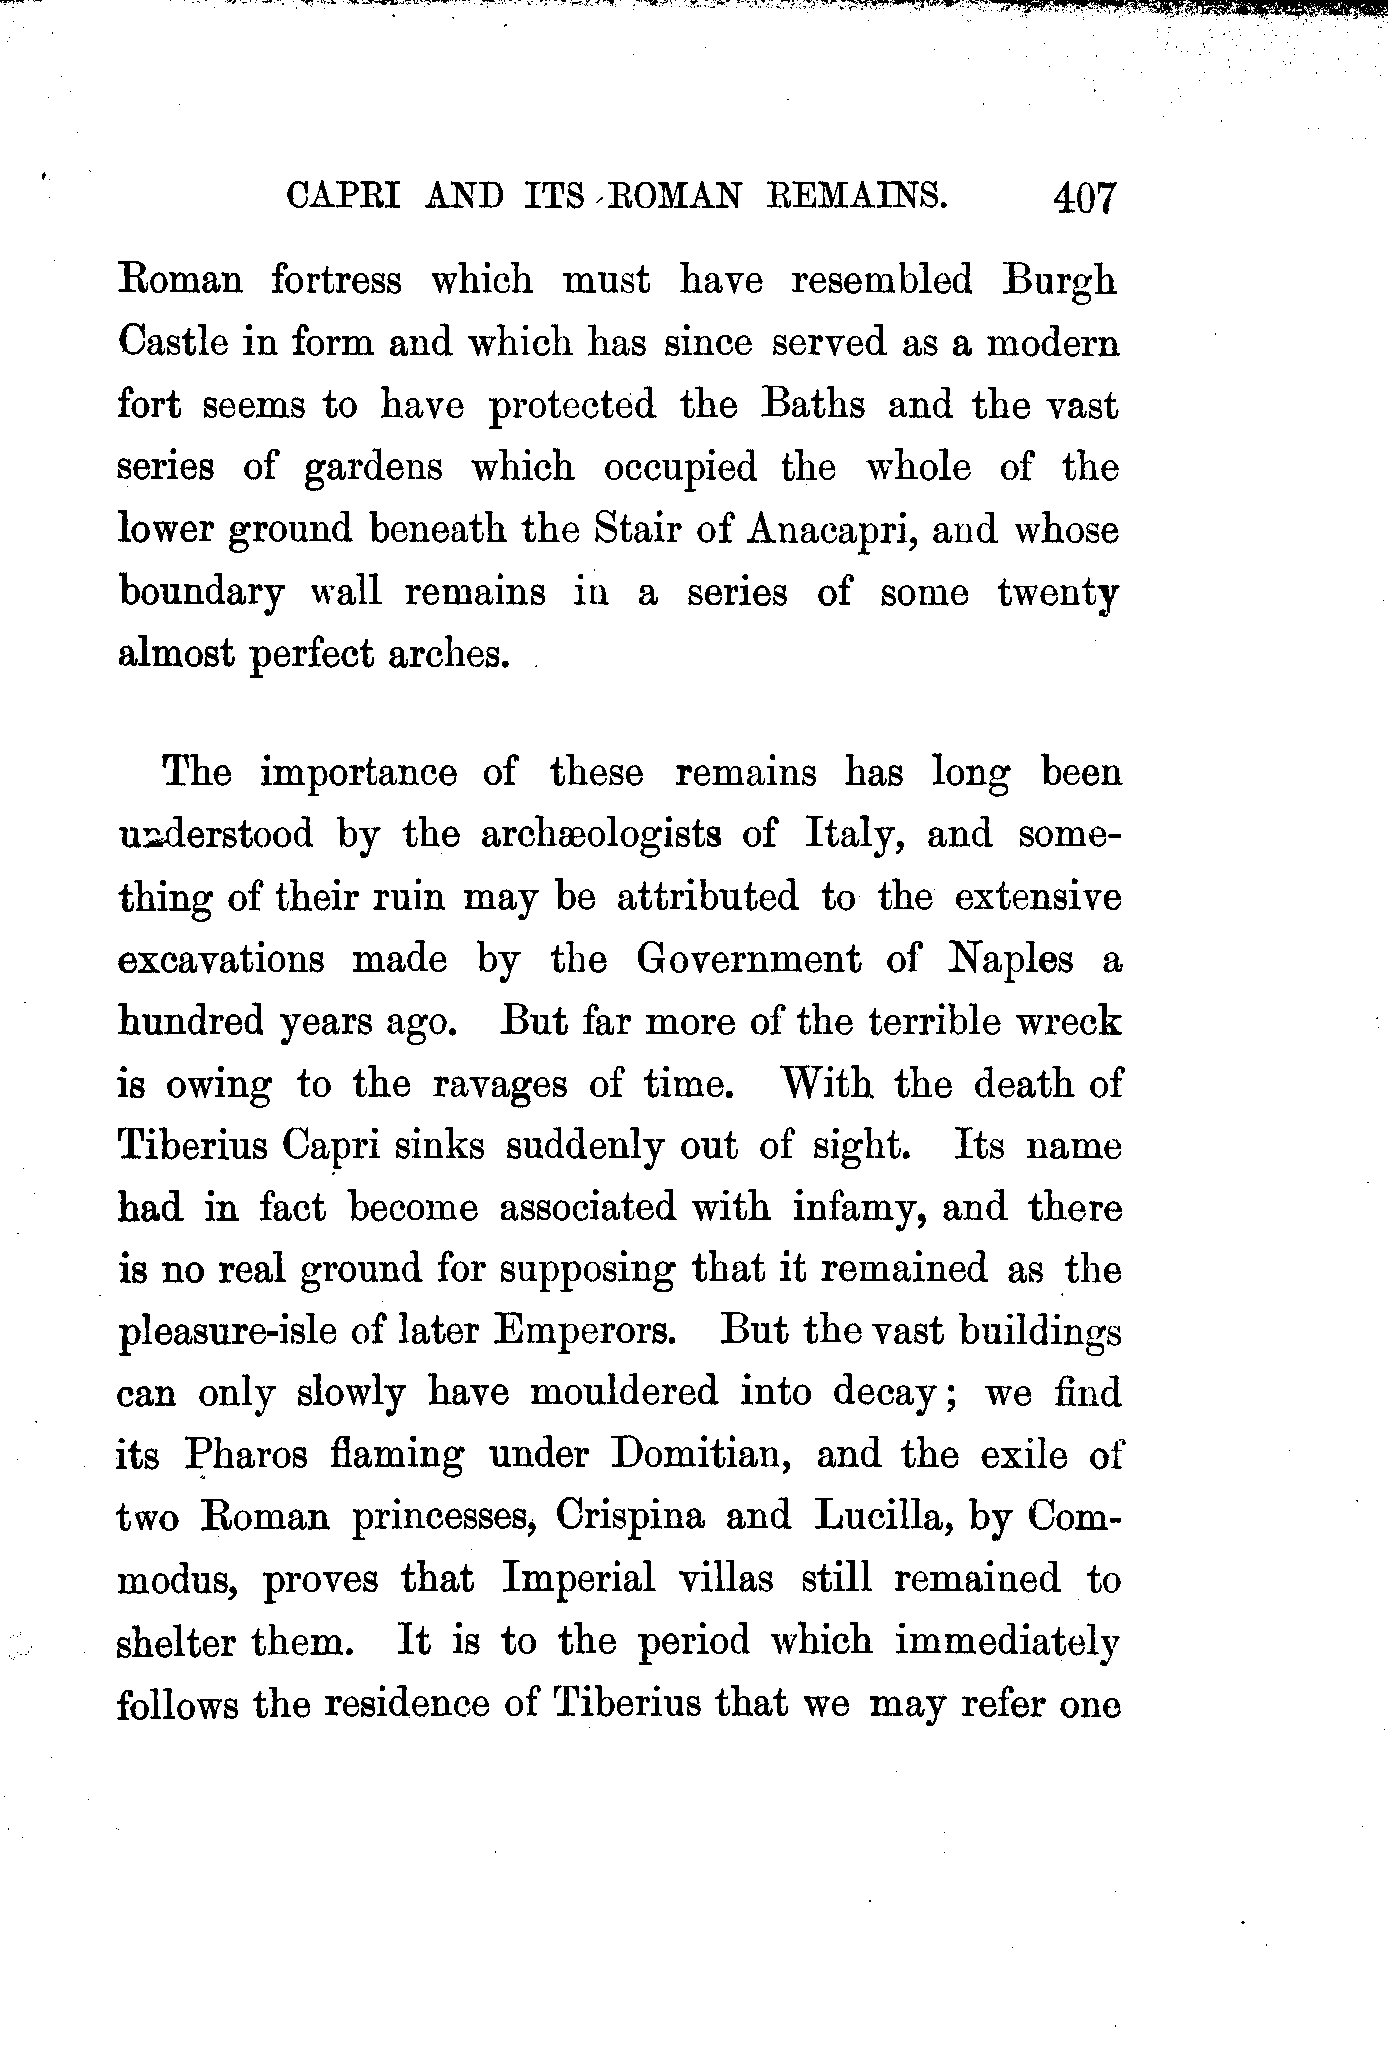 CAPRI AND ITS ROMAN REMAINS. 407
Roman fortress which must have resembled Burgh
Castle in form and which has since served as a modern
fort seems to have protected the Baths and the vast
series of gardens which occupied the whole of the
lower ground beneath the Stair of Anacapri, and whose
boundary wall remains in a series of some twenty
almost perfect arches.
The importance of these remains has long been
understood by the archæologists of Italy, and some-
thing of their ruin may be attributed to the extensive
excavations made by the Government of Naples a
hundred years ago. But far more of the terrible wreck
is owing to the ravages of time. With the death of
Tiberius Capri sinks suddenly out of sight. Its name
had in fact become associated with infamy, and there
is no real ground for supposing that it remained as the
pleasure-isle of later Emperors. But the vast buildings
can only slowly have mouldered into decay; we find
its Pharos flaming under Domitian, and the exile of
two Roman princesses, Crispina and Lucilla, by Com-
modus, proves that Imperial villas still remained to
shelter them. It is to the period which immediately
follows the residence of Tiberius that we may refer one